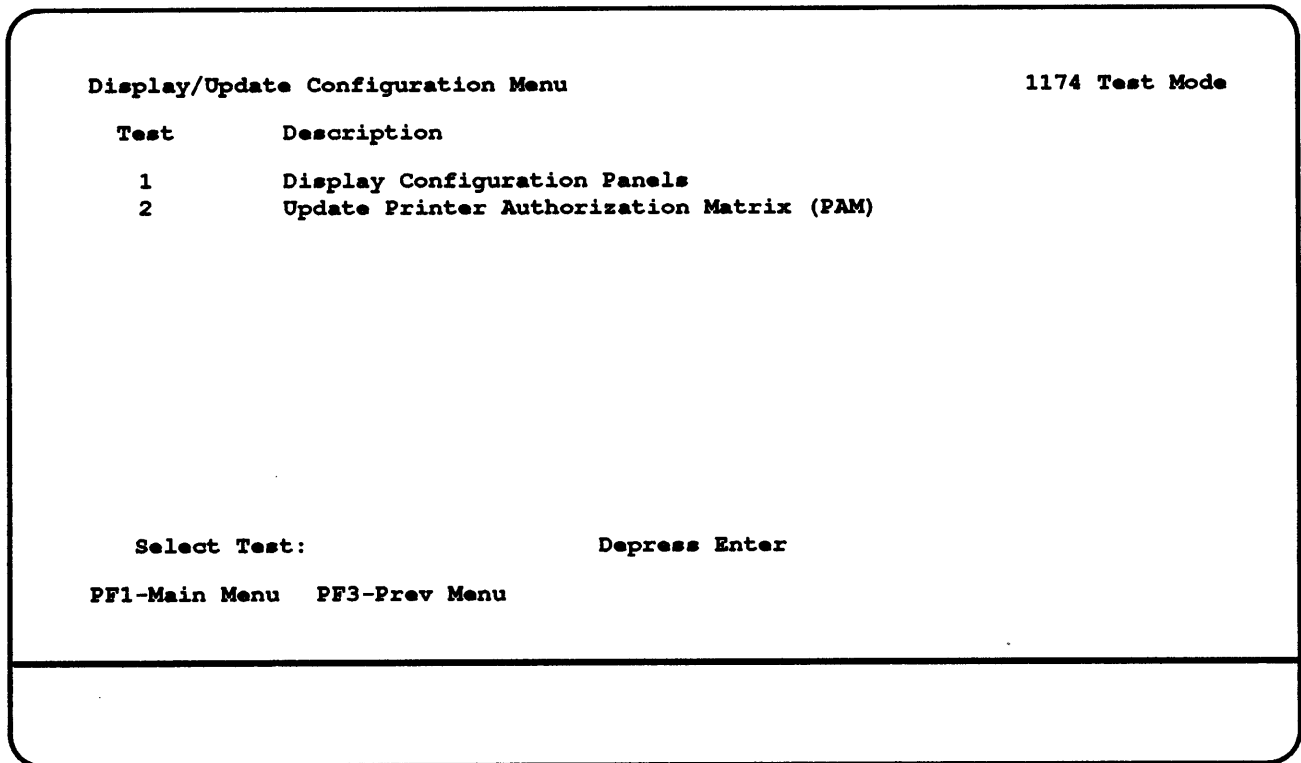 Display/Update Configuration Menu 1174 Test Mode
Test Description
1 Display Configuration Panels
2 Update Printer Authorization Matrix (PAM)
Select Test: Depress Enter
PF1-Main Menu PF3-Prev Menu